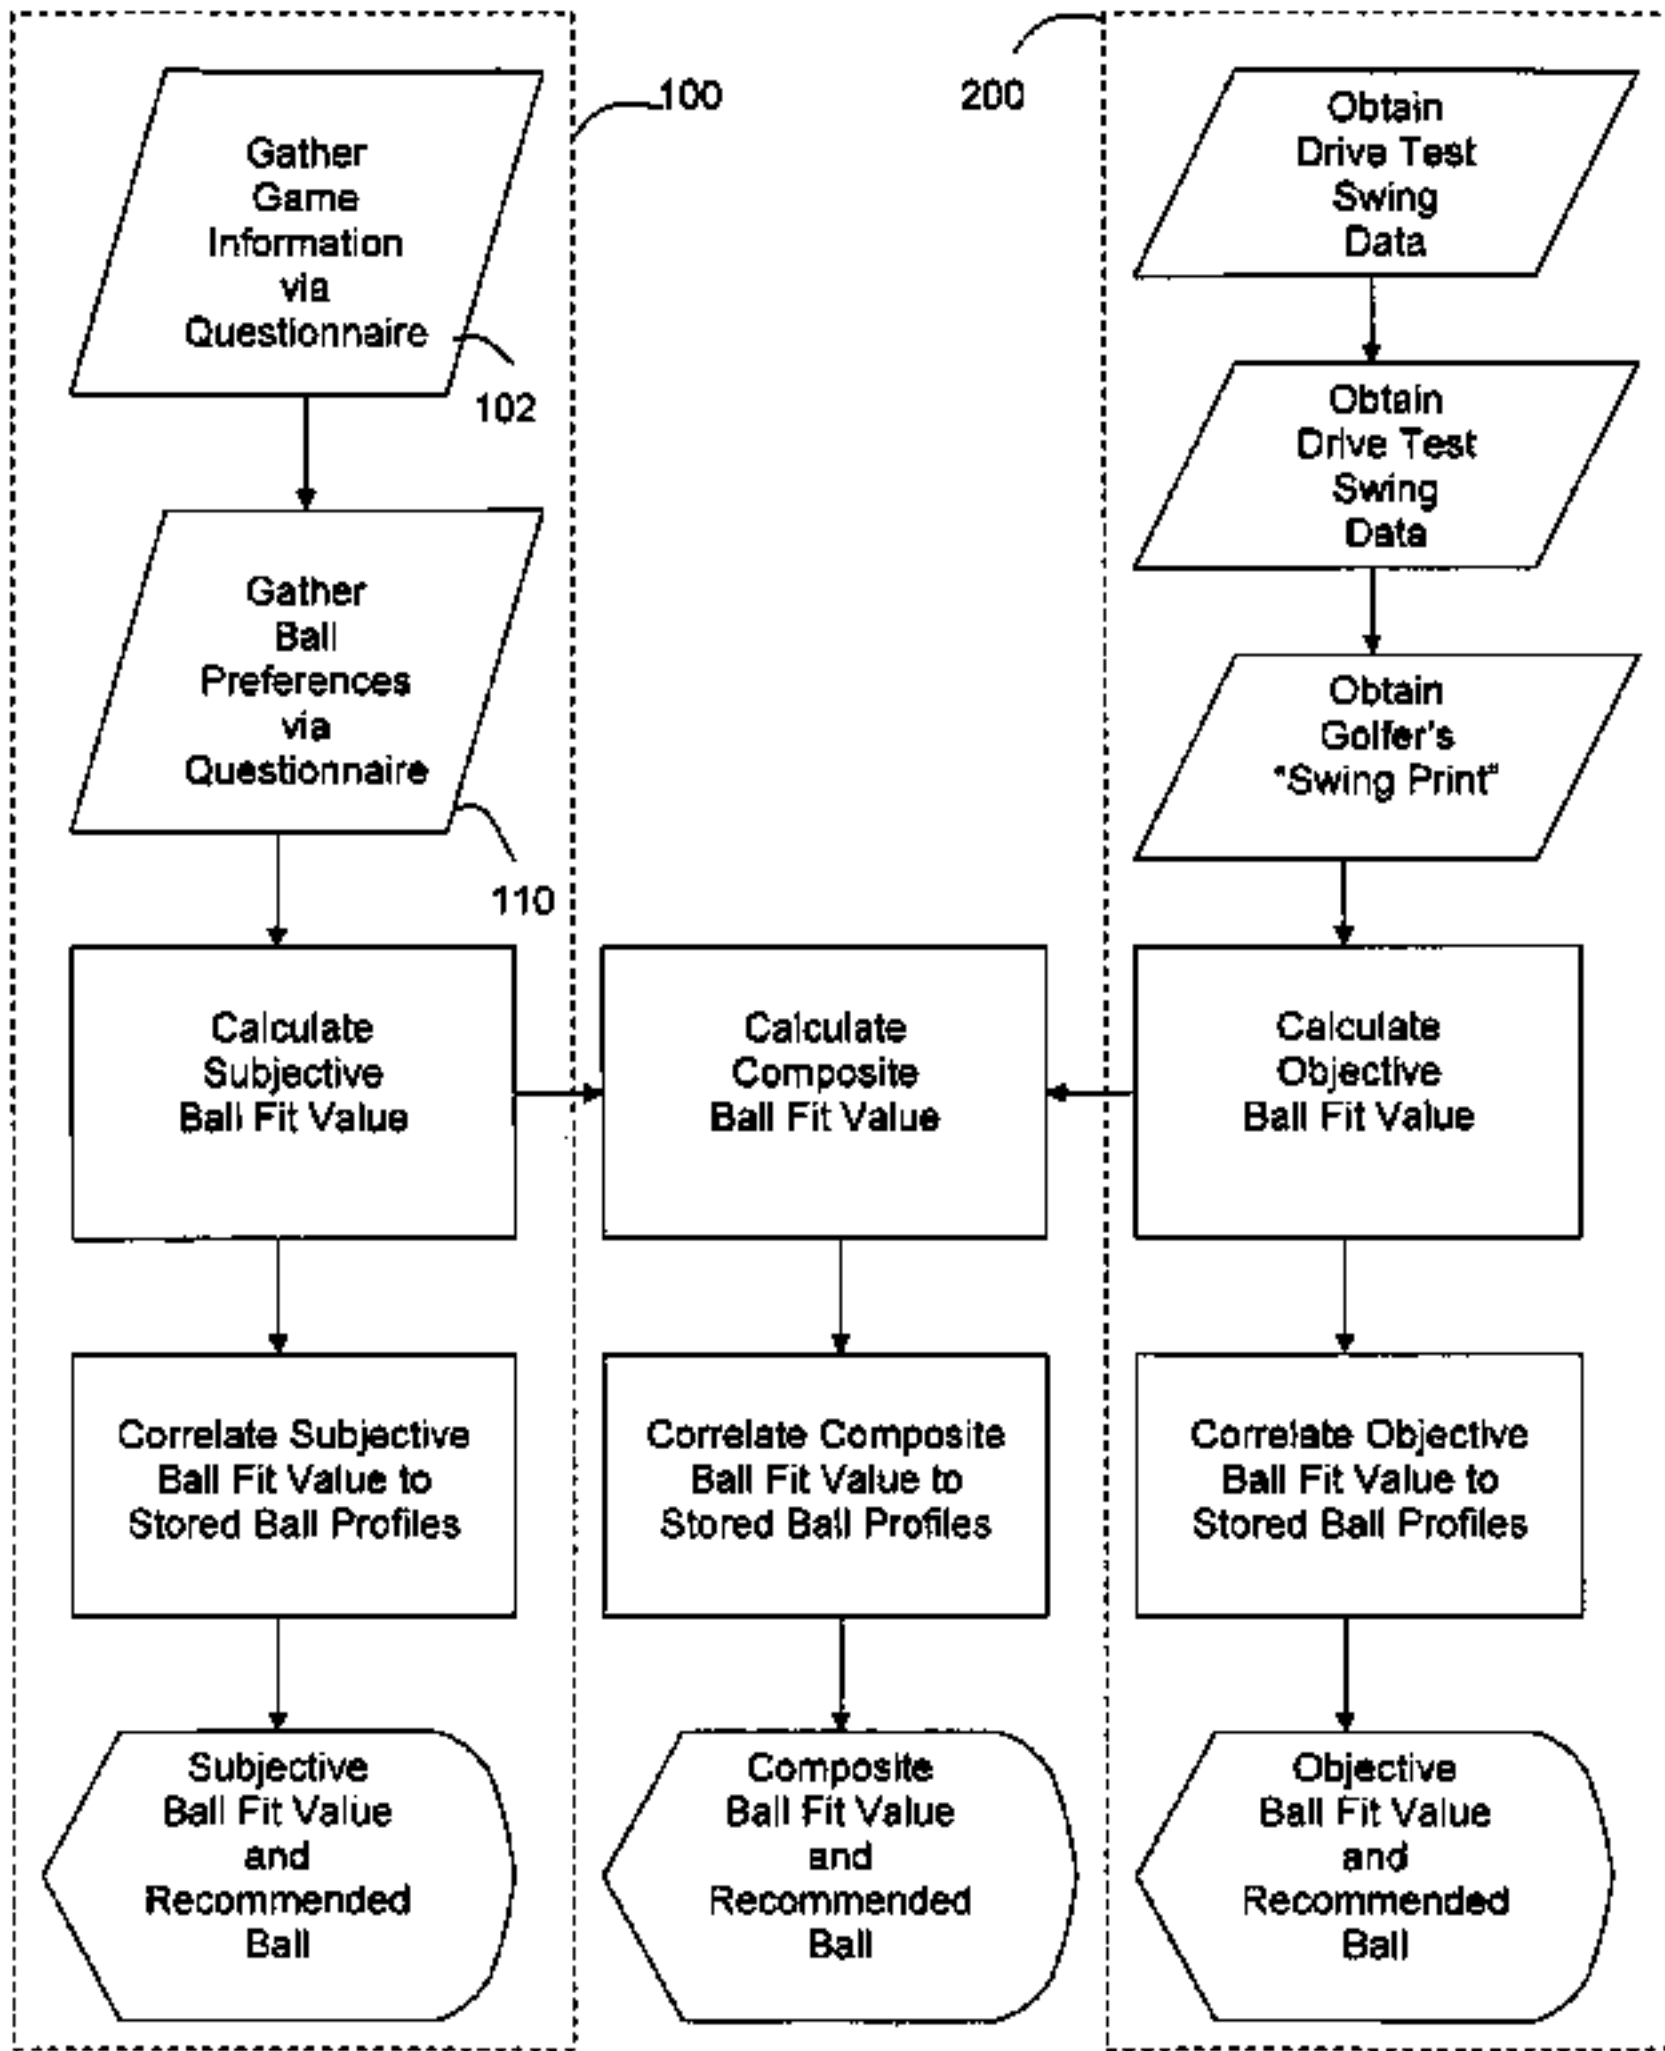 Gather
Game
Information
via
Questionnaire
102
100
Gather
Ball
Preferences
via
Questionnaire
110
Calculate
Subjective
Ball Fit Value
Correlate Subjective
Ball Fit Value to
Stored Ball Profiles
Subjective
Ball Fit Value
and
Recommended
Ball
Calculate
Composite
Ball Fit Value
Correlate Composite
Ball Fit Value to
Stored Ball Profiles
Composite
Ball Fit Value
and
Recommended
Ball
200
Obtain
Drive Test
Swing
Data
Obtain
Drive Test
Swing
Data
Obtain
Golfer's
"Swing Print"
Calculate
Objective
Ball Fit Value
Correlate Objective
Ball Fit Value to
Stored Ball Profiles
Objective
Ball Fit Value
and
Recommended
Ball